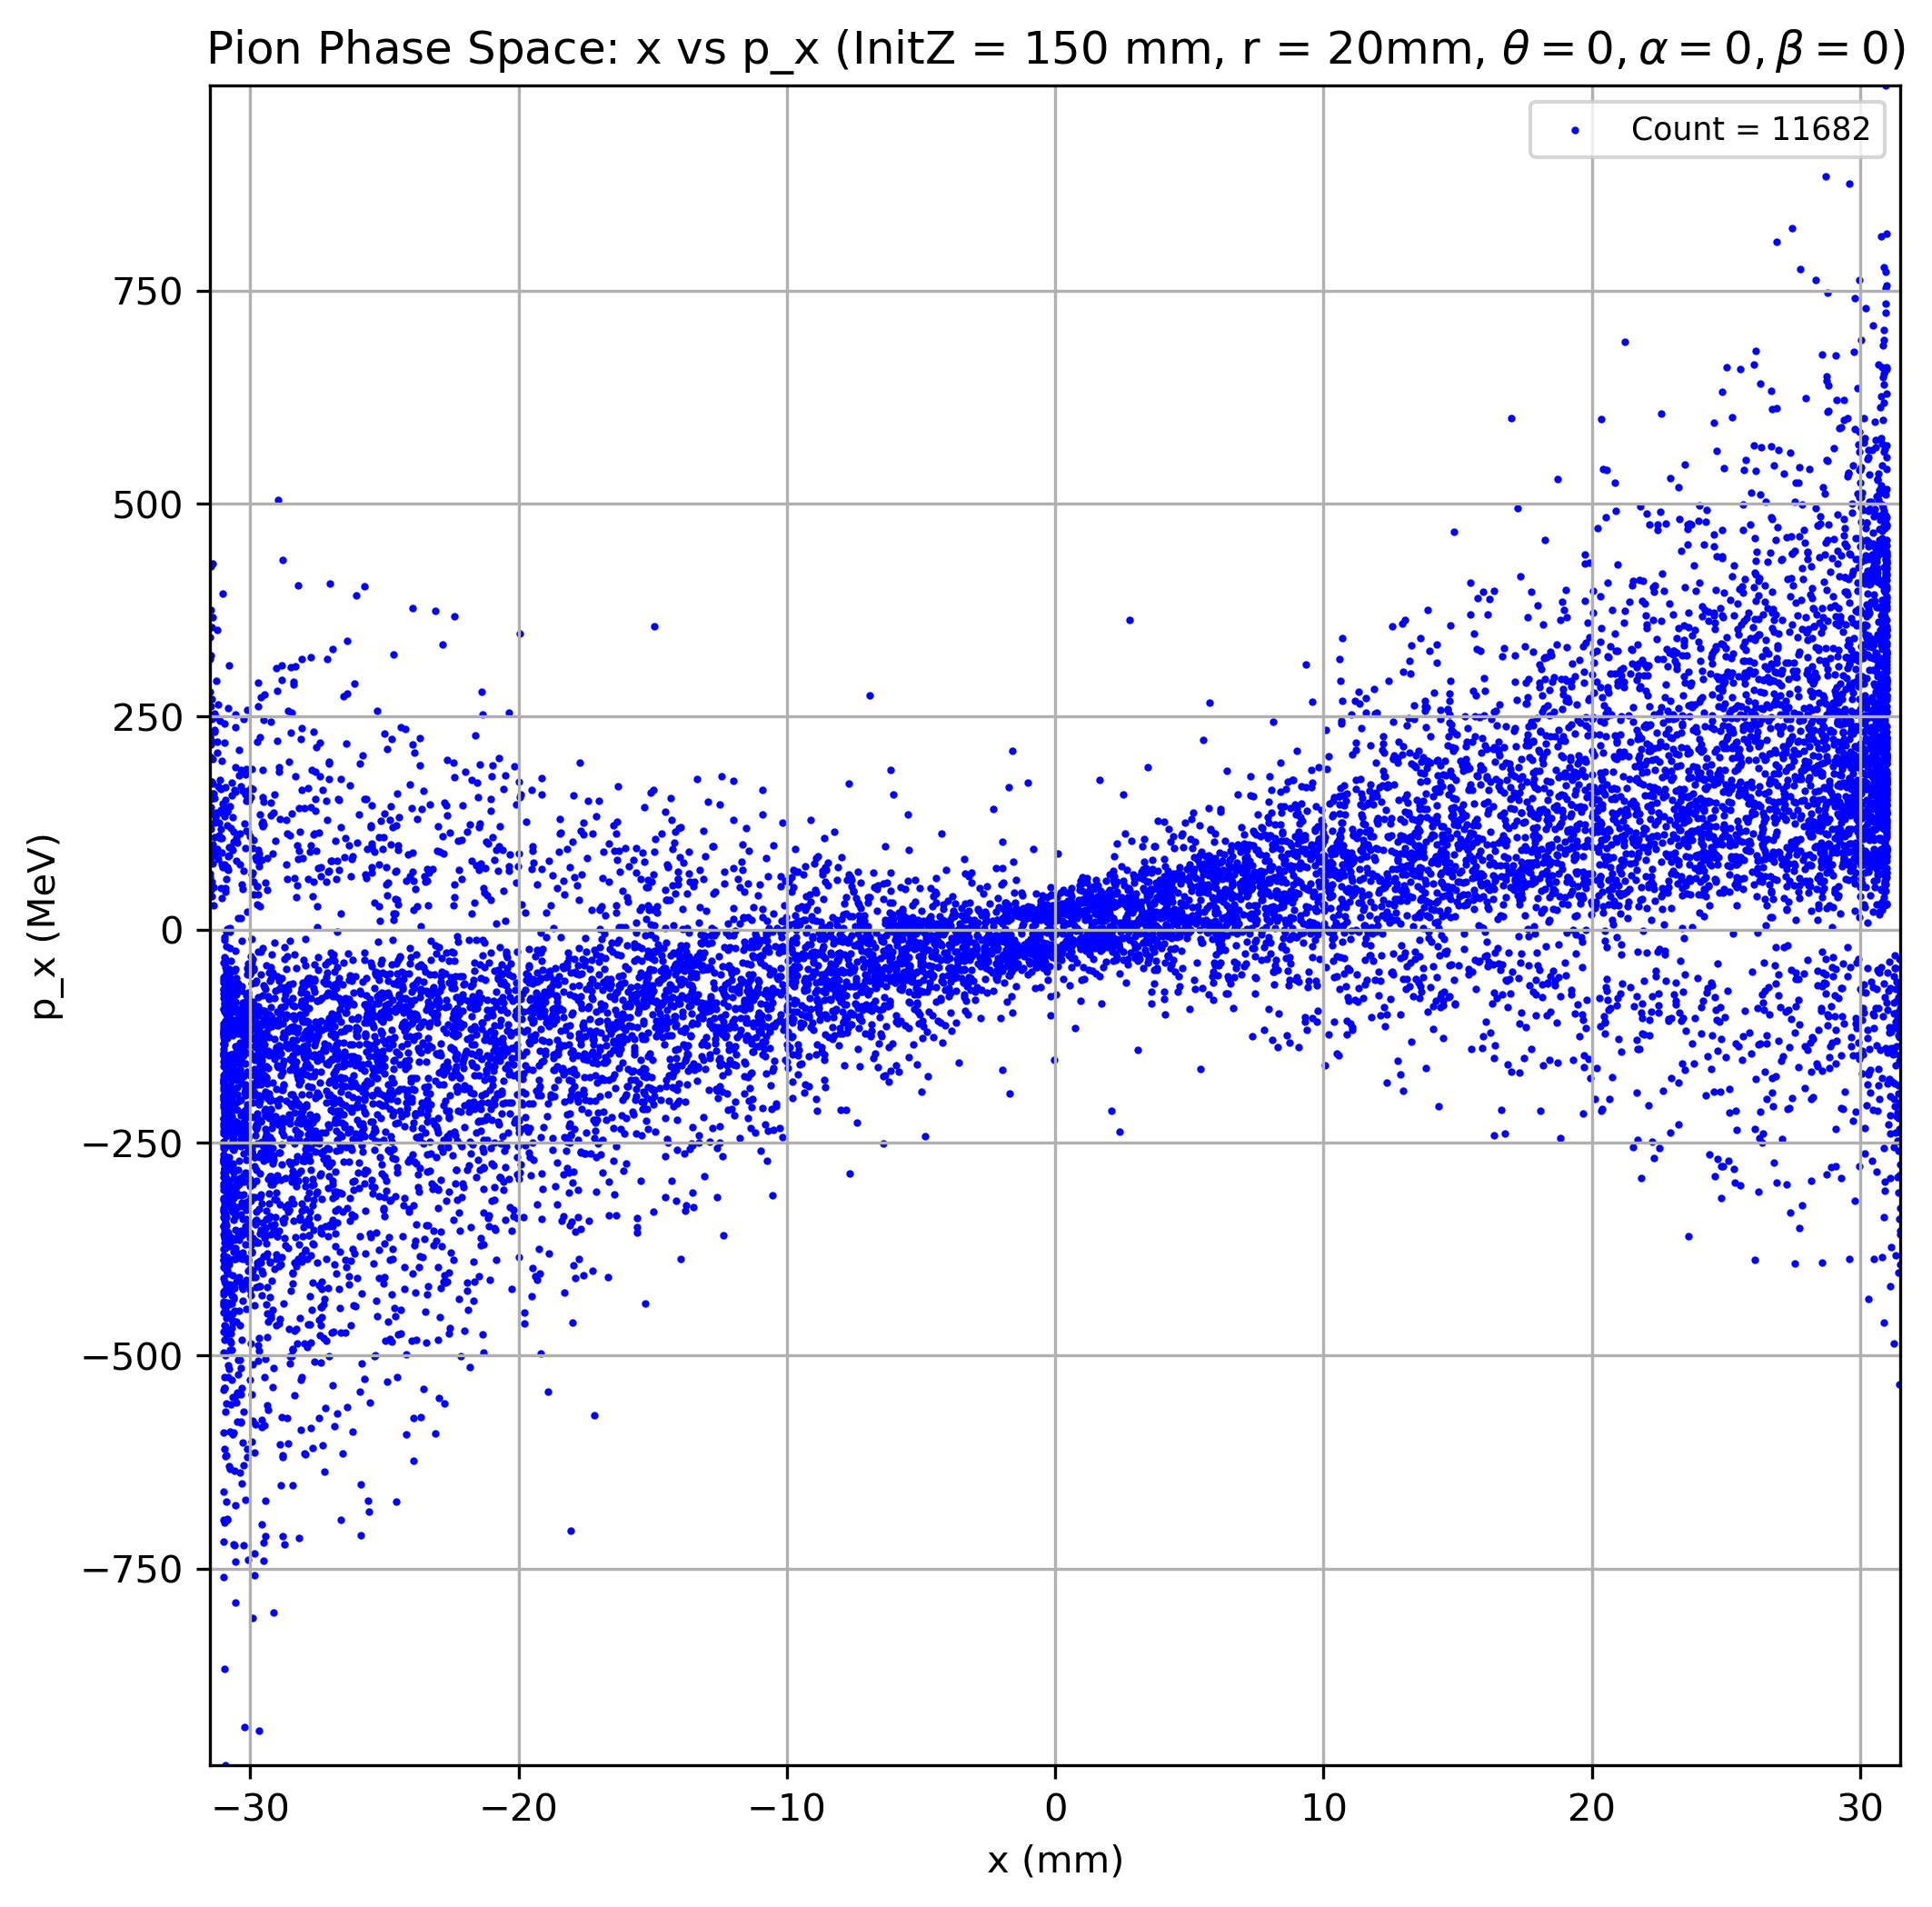 Pion Phase Space: x vs p_x (InitZ = 150 mm, r = 20mm, θ = 0, α = 0, β = 0)
Count = 11682
750
500
250
0
−250
−500
−750
p_x (MeV)
−30 −20 −10 0 10 20 30
x (mm)